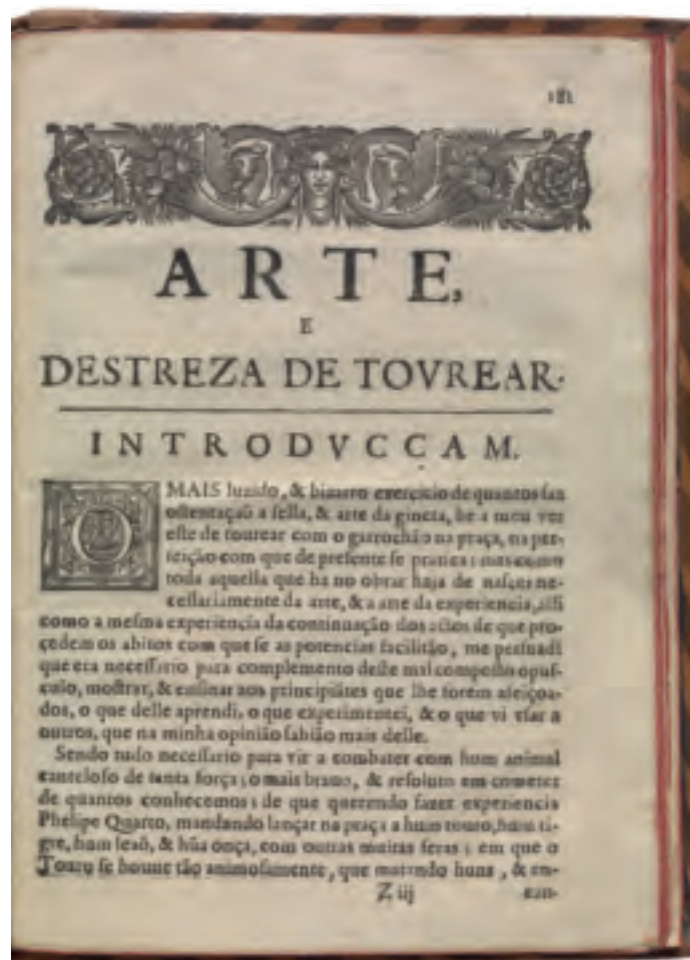 181
ARTE,
E
DESTREZA DE TOVREAR.
INTRODVCCAM.
O MAIS luzido, & bizarro exercicio de quantos saa
ostentaçaõ a sella, & arte da gineta, he a meu ver
este de tourear com o garrochão na praça, na per-
feição com que de presente se pratica; mas como
toda aquella que ha no obrar haja de nascer ne-
cessariamente da arte, & a arte da experiencia, assi
como a mesma experiencia da continuação dos actos de que pro-
cedem os abitos com que se as potencias facilitão, me persuadi
que era necessario para complemento deste mal composto opus-
culo, mostrar, & ensinar aos principiãtes que lhe forem afeiçoa-
dos, o que delle aprendi, o que experimentei, & o que vi vsar a
outros, que na minha opinião sabião mais delle.
Sendo tudo necessario para vir a combater com hum animal
cauteloso de tanta força; o mais brauo, & resoluto em cometer
de quantos conhecemos; de que querendo fazer experiencia
Phelipe Quarto, mandando lançar na praça a hum touro, hum ti-
gre, hum leaõ, & hũa onça, com outras muitas feras; em que o
Touro se houue tão animosamente, que matando huns, & en-
Z iij
can-